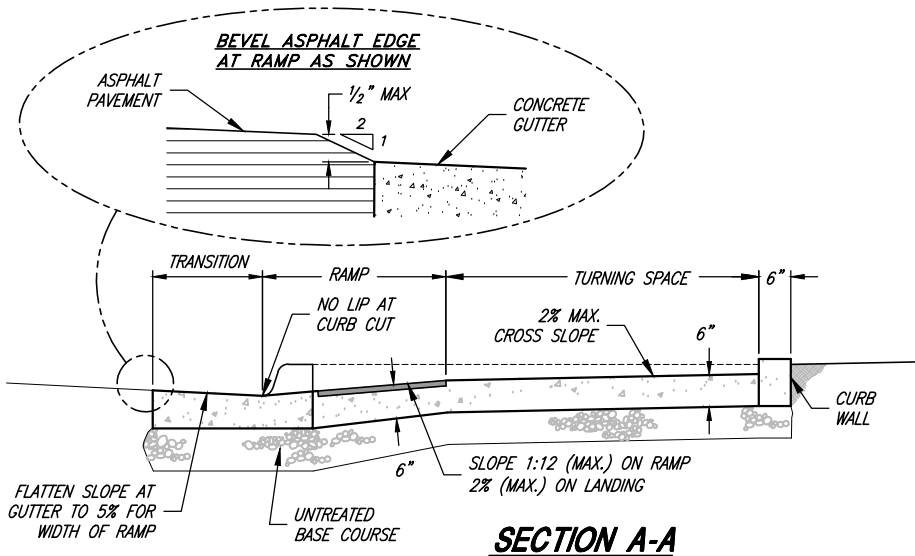 BEVEL ASPHALT EDGE
AT RAMP AS SHOWN
ASPHALT
PAVEMENT
1/2" MAX
2
1
CONCRETE
GUTTER
TRANSITION
RAMP
TURNING SPACE
6"
NO LIP AT
CURB CUT
2% MAX.
CROSS SLOPE
6"
CURB
WALL
6"
SLOPE 1:12 (MAX.) ON RAMP
2% (MAX.) ON LANDING
FLATTEN SLOPE AT
GUTTER TO 5% FOR
WIDTH OF RAMP
UNTREATED
BASE COURSE
SECTION A-A